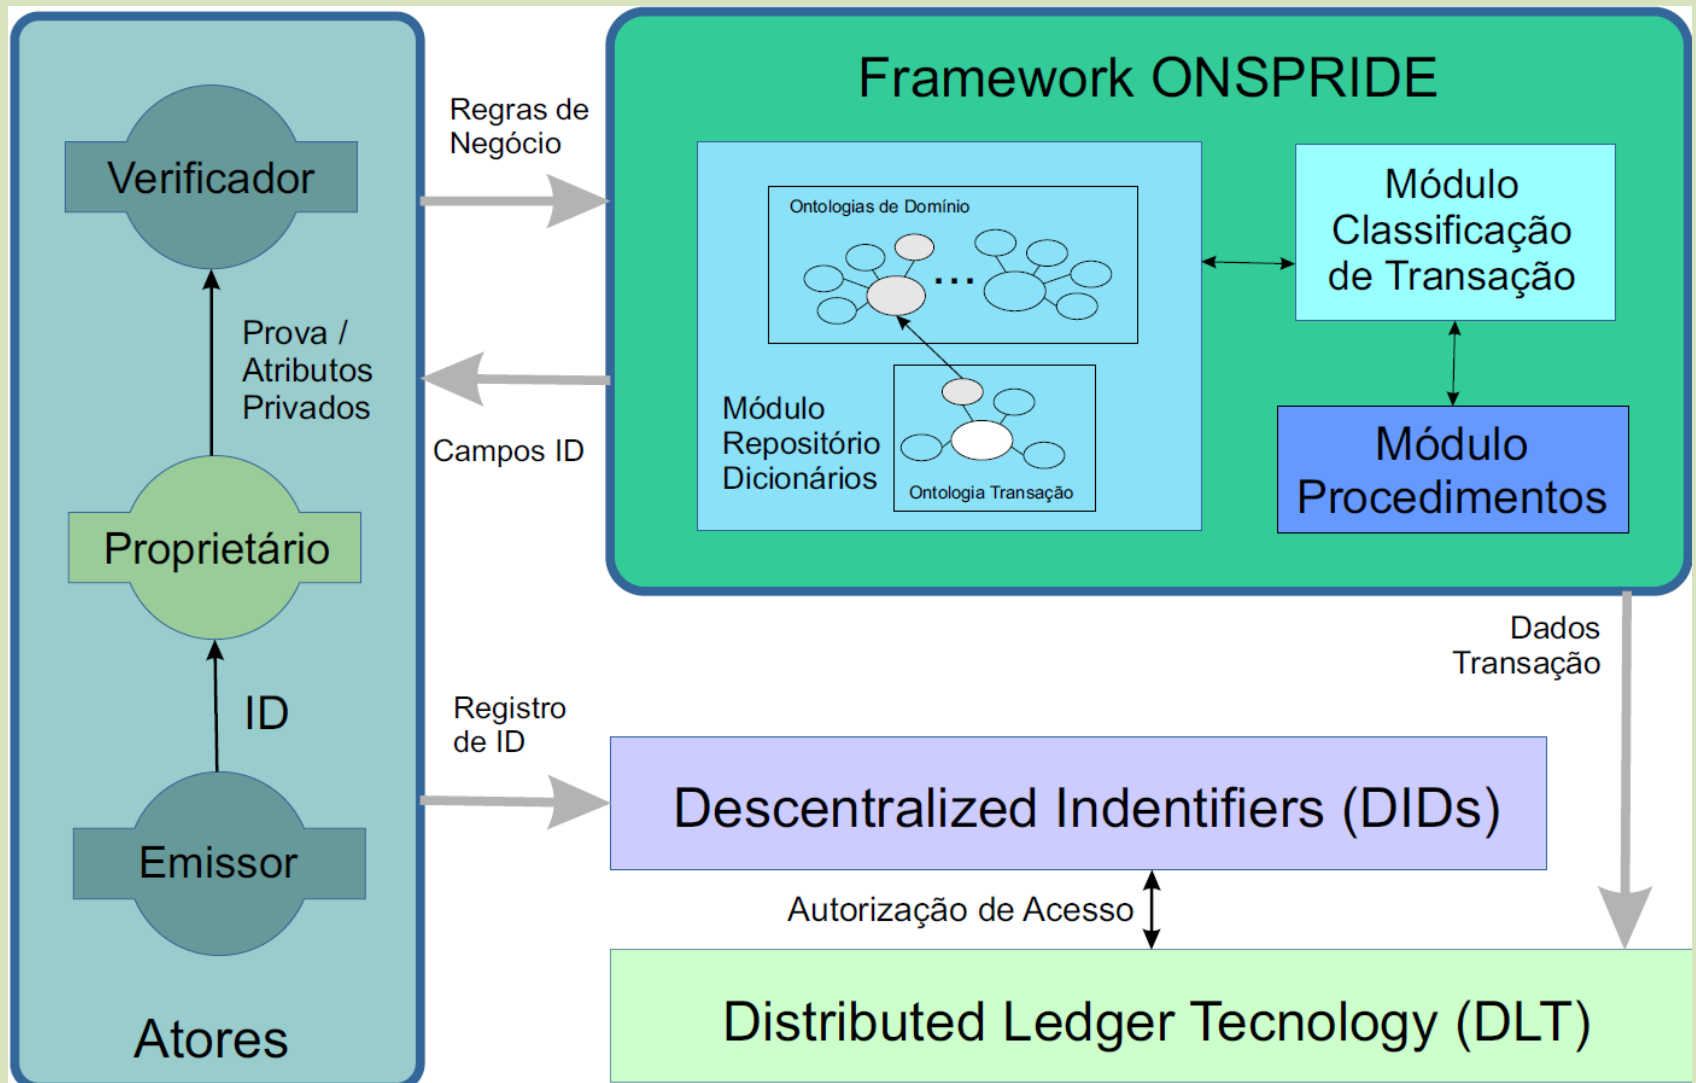 Verificador
Prova /
Atributos
Privados
Proprietário
ID
Emissor
Atores
Regras de
Negócio
Campos ID
Registro
de ID
Framework ONSPRIDE
Ontologias de Domínio
...
Módulo
Repositório
Dicionários
Ontologia Transação
Módulo
Classificação
de Transação
Módulo
Procedimentos
Dados
Transação
Descentralized Indentifiers (DIDs)
Autorização de Acesso
Distributed Ledger Tecnology (DLT)